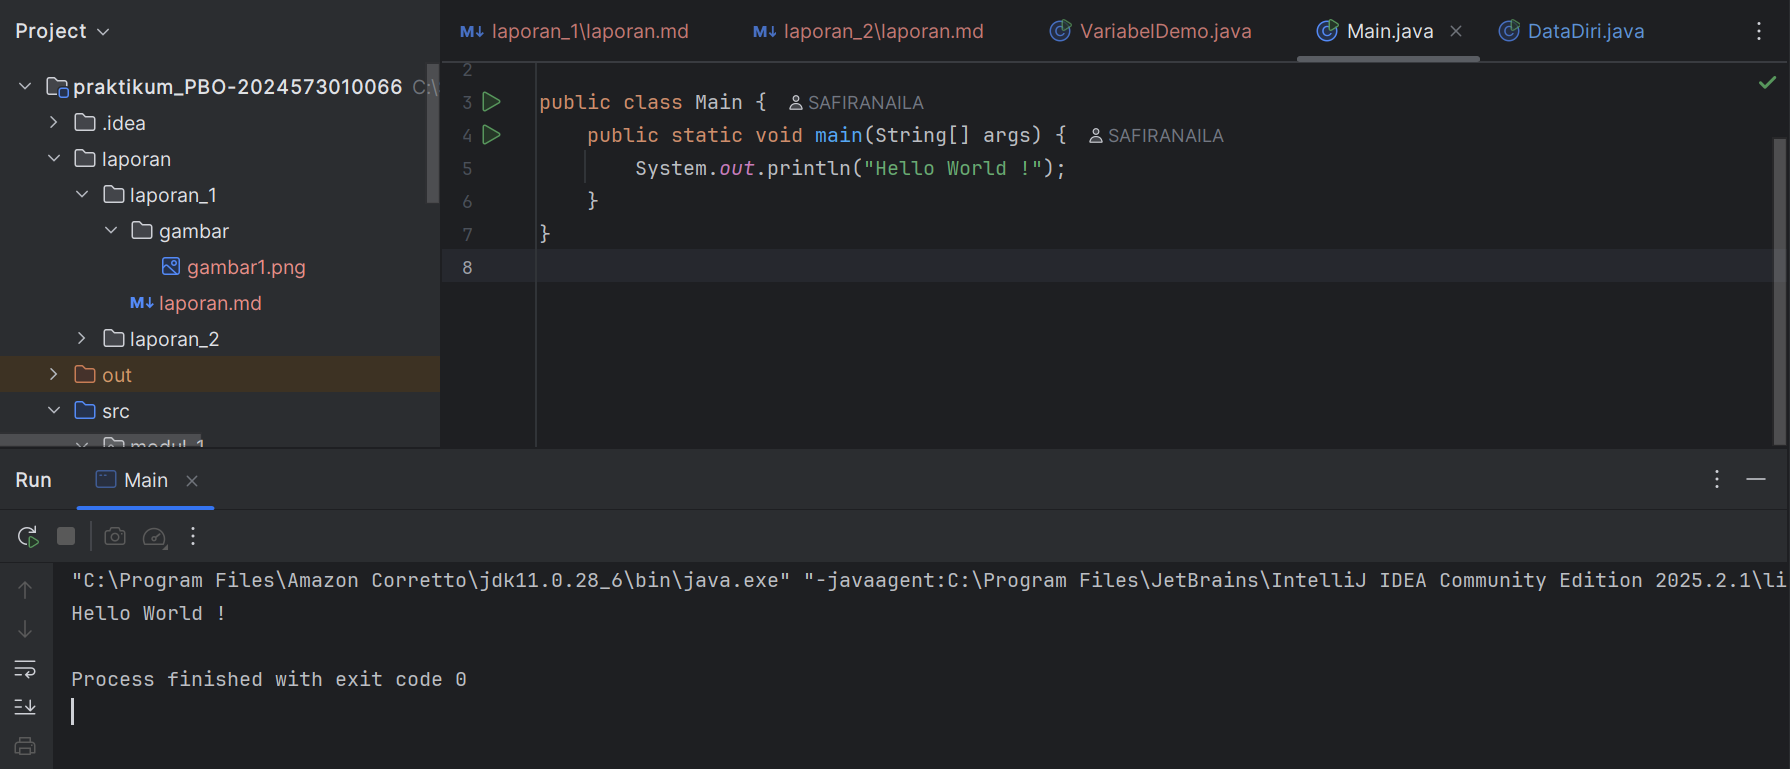 Project
laporan_1\laporan.md
laporan_2\laporan.md
VariabelDemo.java
Main.java
DataDiri.java
praktikum_PBO-2024573010066 C:\
.idea
laporan
laporan_1
gambar
gambar1.png
M↓ laporan.md
laporan_2
out
src
modul_1
2
3 public class Main { SAFIRANAILA
4 public static void main(String[] args) { SAFIRANAILA
5 System.out.println("Hello World !");
6 }
7 }
8
Run
Main
"C:\Program Files\Amazon Corretto\jdk11.0.28_6\bin\java.exe" "-javaagent:C:\Program Files\JetBrains\IntelliJ IDEA Community Edition 2025.2.1\li
Hello World !
Process finished with exit code 0